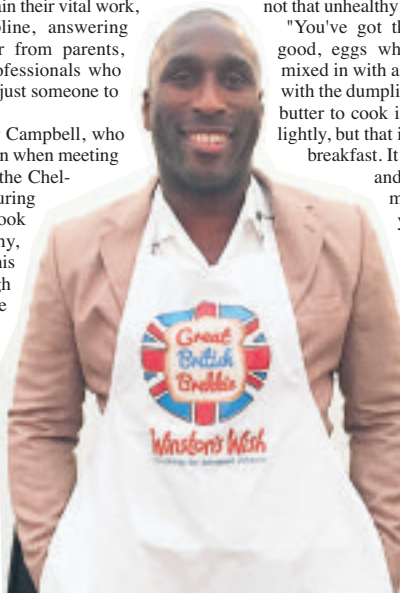 in their vital work,
pline, answering
r from parents,
ofessionals who
just someone to
Campbell, who
n when meeting
the Chel-
uring
ook
ny,
his
gh
e
not that unhealthy
"You've got th
good, eggs wh
mixed in with a
with the dumpli
butter to cook i
lightly, but that i
breakfast. It
and
m
y
Great
British
Brekkie
Winston's Wish